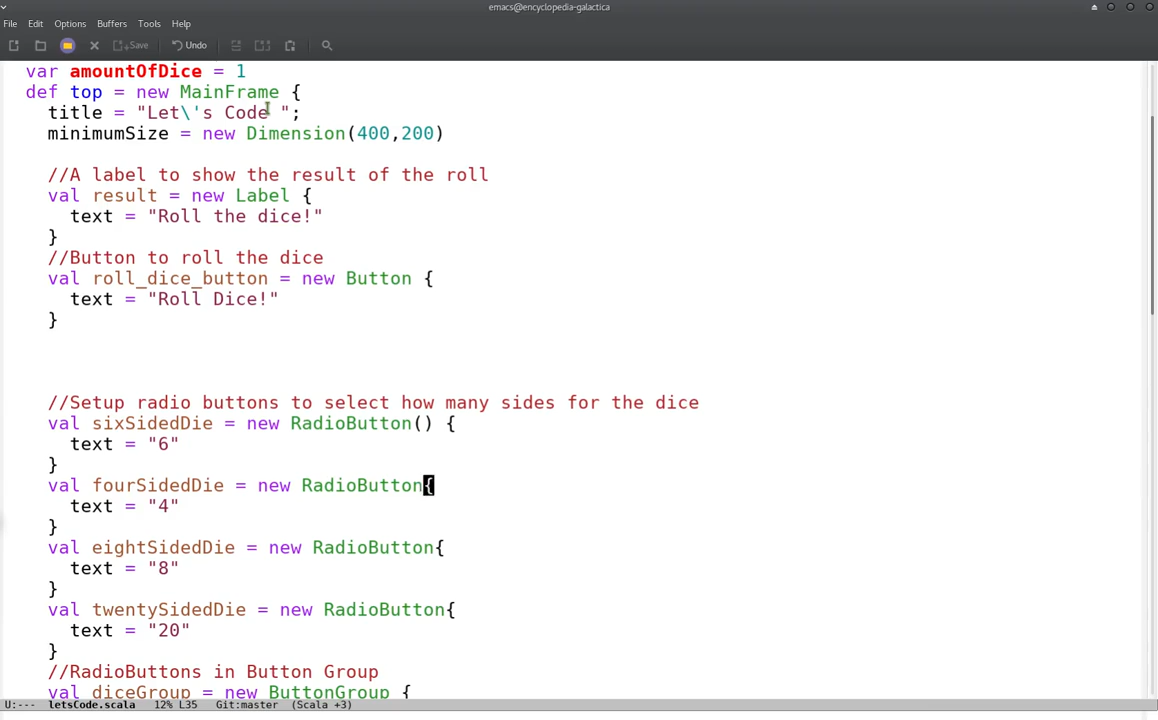 emacs@encyclopedia-galactica
File Edit Options Buffers Tools Help
Save Undo
var amountOfDice = 1
def top = new MainFrame {
title = "Let\'s Code ";
minimumSize = new Dimension(400,200)
//A label to show the result of the roll
val result = new Label {
text = "Roll the dice!"
}
//Button to roll the dice
val roll_dice_button = new Button {
text = "Roll Dice!"
}
//Setup radio buttons to select how many sides for the dice
val sixSidedDie = new RadioButton() {
text = "6"
}
val fourSidedDie = new RadioButton{
text = "4"
}
val eightSidedDie = new RadioButton{
text = "8"
}
val twentySidedDie = new RadioButton{
text = "20"
}
//RadioButtons in Button Group
val diceGroup = new ButtonGroup {
U:--- letsCode.scala 12% L35 Git:master (Scala +3)